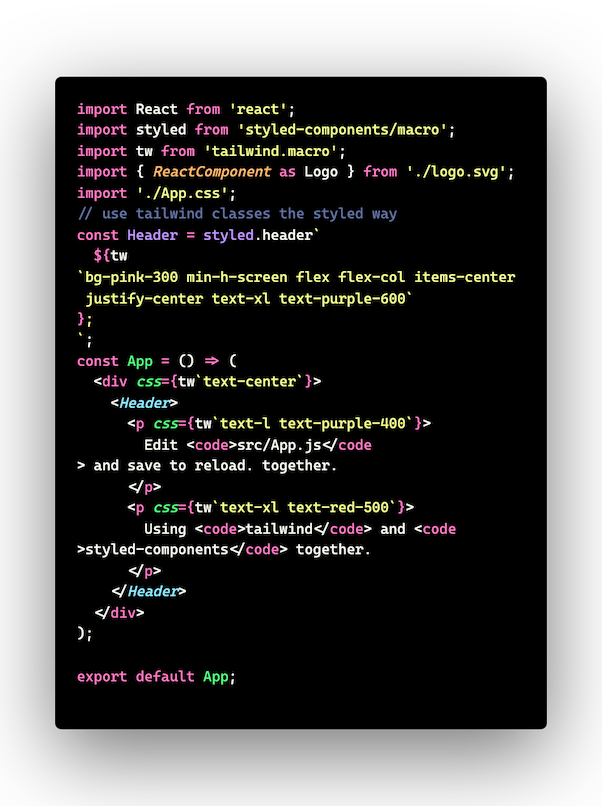 import React from 'react';
import styled from 'styled-components/macro';
import tw from 'tailwind.macro';
import { ReactComponent as Logo } from './logo.svg';
import './App.css';
// use tailwind classes the styled way
const Header = styled.header`
  ${tw
`bg-pink-300 min-h-screen flex flex-col items-center
 justify-center text-xl text-purple-600`
};
`;
const App = () => (
  <div css={tw`text-center`}>
    <Header>
      <p css={tw`text-l text-purple-400`}>
        Edit <code>src/App.js</code
> and save to reload. together.
      </p>
      <p css={tw`text-xl text-red-500`}>
        Using <code>tailwind</code> and <code
>styled-components</code> together.
      </p>
    </Header>
  </div>
);

export default App;